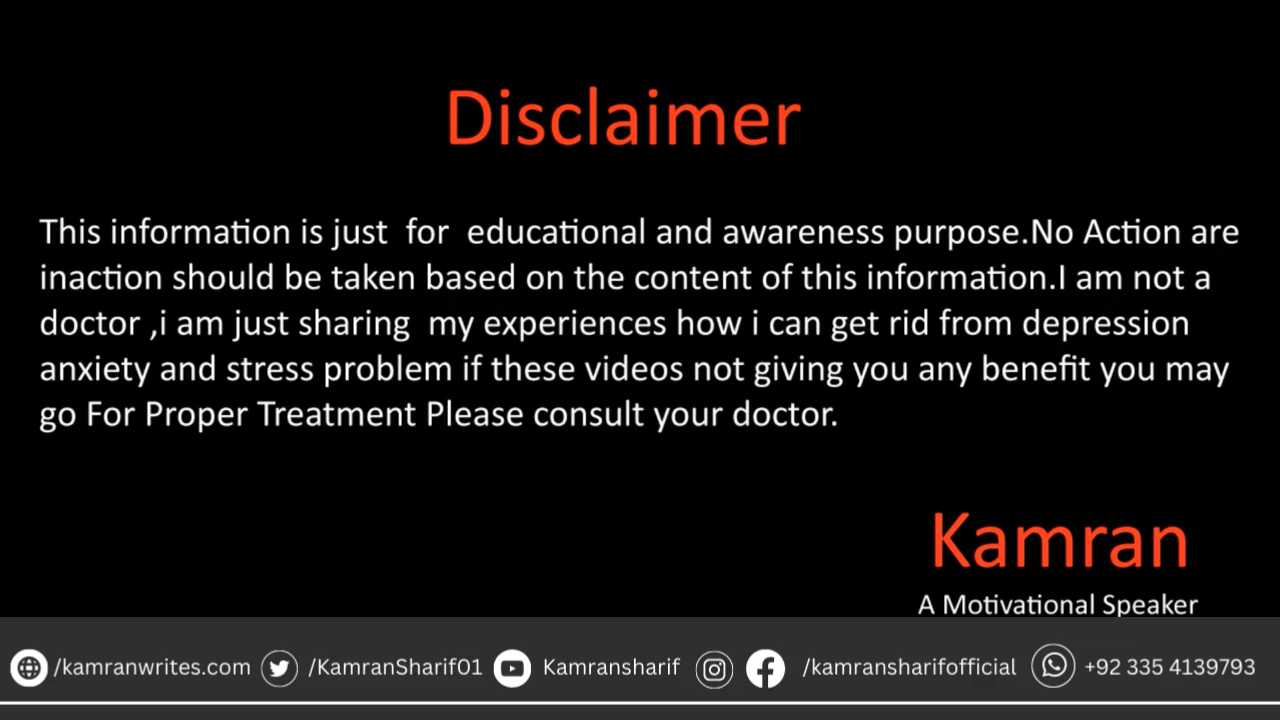 Disclaimer
This information is just for educational and awareness purpose.No Action are
inaction should be taken based on the content of this information.I am not a
doctor ,i am just sharing my experiences how i can get rid from depression
anxiety and stress problem if these videos not giving you any benefit you may
go For Proper Treatment Please consult your doctor.
Kamran
A Motivational Speaker
/kamranwrites.com /KamranSharif01 Kamransharif /kamransharifofficial +92 335 4139793